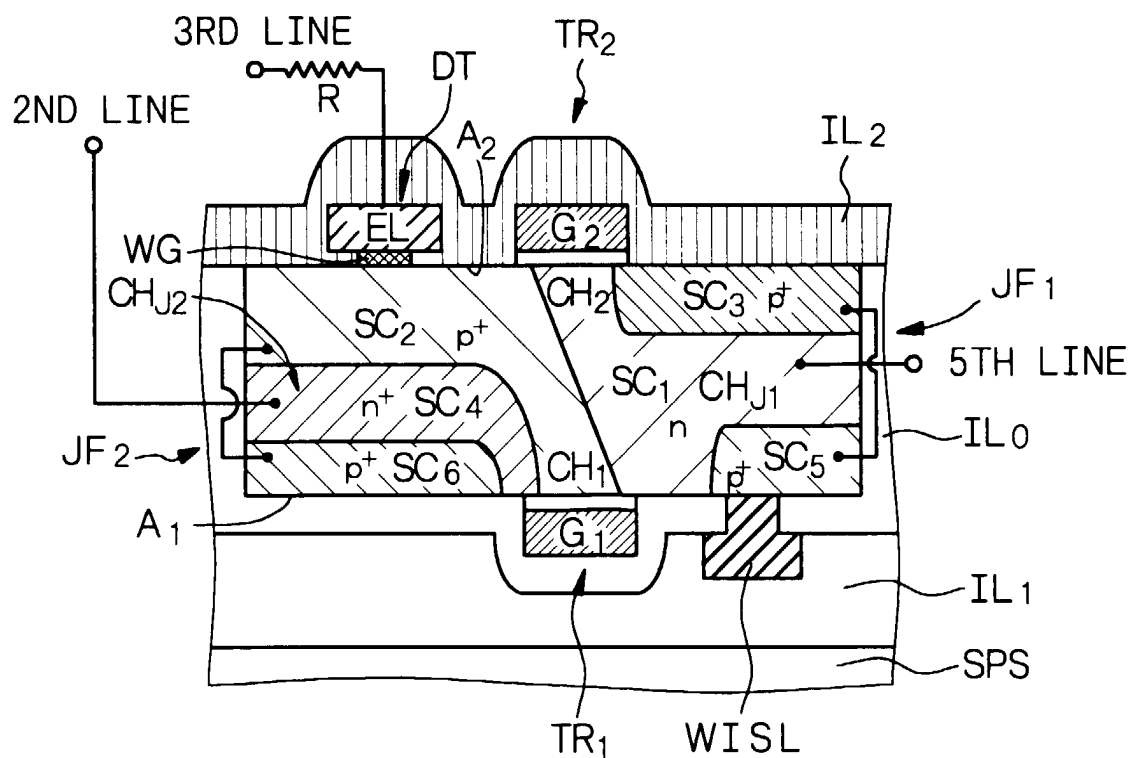 3RD LINE
TR2
DT
R
2ND LINE
A2
IL2
EL
G2
WG
CHJ2
CH2
SC3 p+
JF1
SC2 p+
SC1
CHJ1
5TH LINE
n+ SC4
n
IL0
JF2
p+ SC6
CH1
SC5
p+
A1
G1
IL1
SPS
TR1
WISL